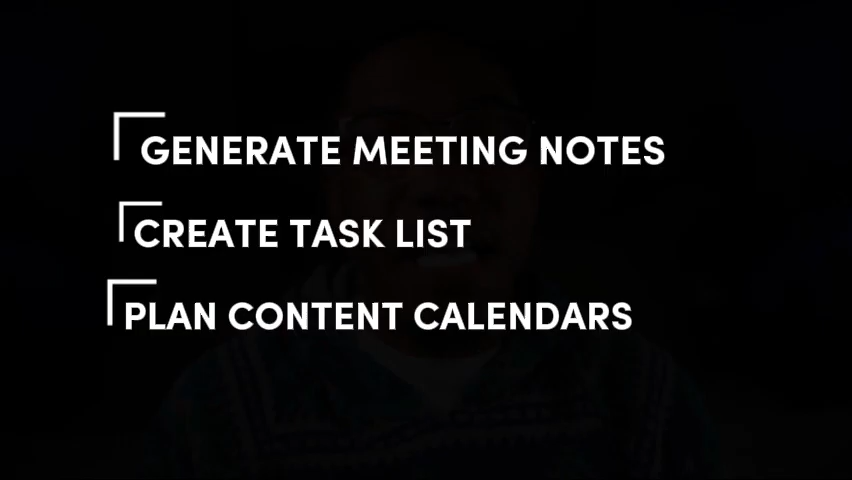 GENERATE MEETING NOTES
CREATE TASK LIST
PLAN CONTENT CALENDARS